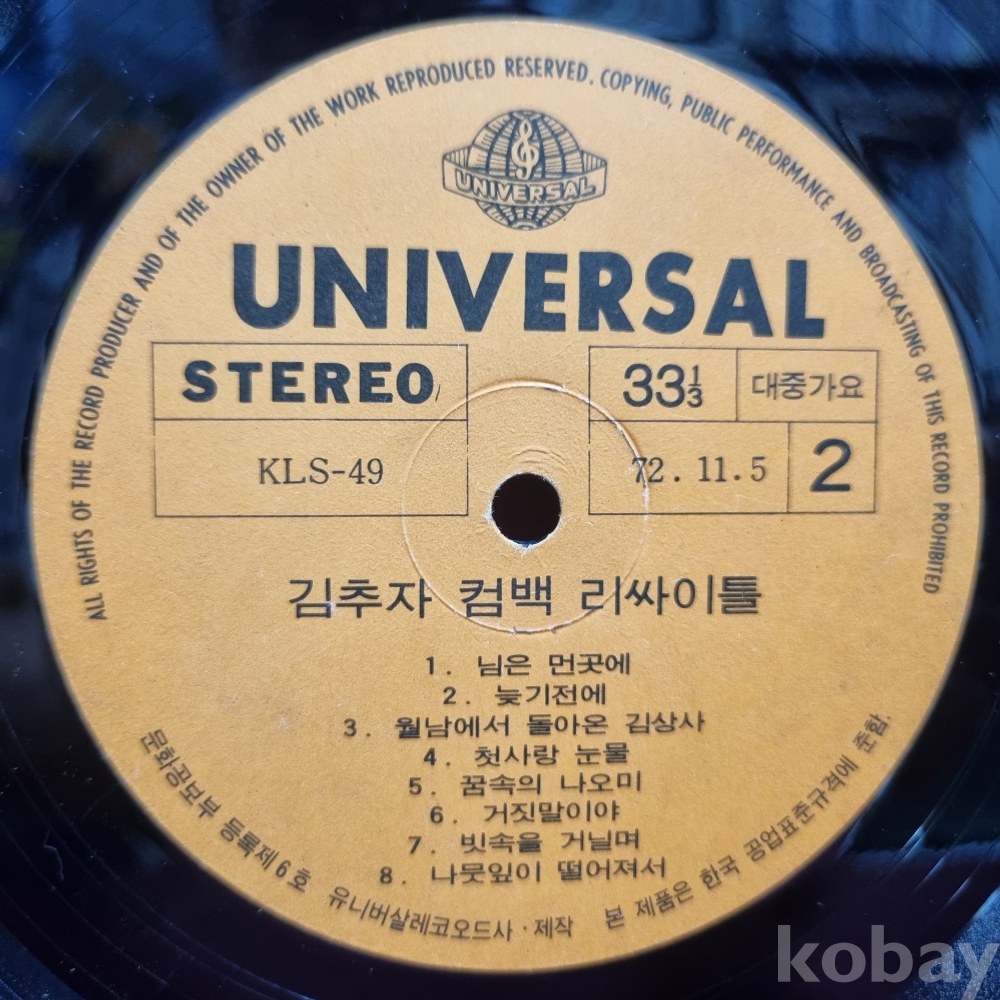 ALL RIGHTS OF THE RECORD PRODUCER AND OF THE OWNER OF THE WORK REPRODUCED RESERVED. COPYING, PUBLIC PERFORMANCE AND BROADCASTING OF THIS RECORD PROHIBITED
UNIVERSAL
UNIVERSAL
STEREO
33⅓
대중가요
KLS-49
72. 11. 5
2
김추자 컴백 리싸이틀
1. 님은 먼곳에
2. 늦기전에
3. 월남에서 돌아온 김상사
4. 첫사랑 눈물
5. 꿈속의 나오미
6. 거짓말이야
7. 빗속을 거닐며
8. 나뭇잎이 떨어져서
문화공보부 등록제 6호 유니버살레코오드사·제작 본 제품은 한국 공업표준규격에 준함.
kobay